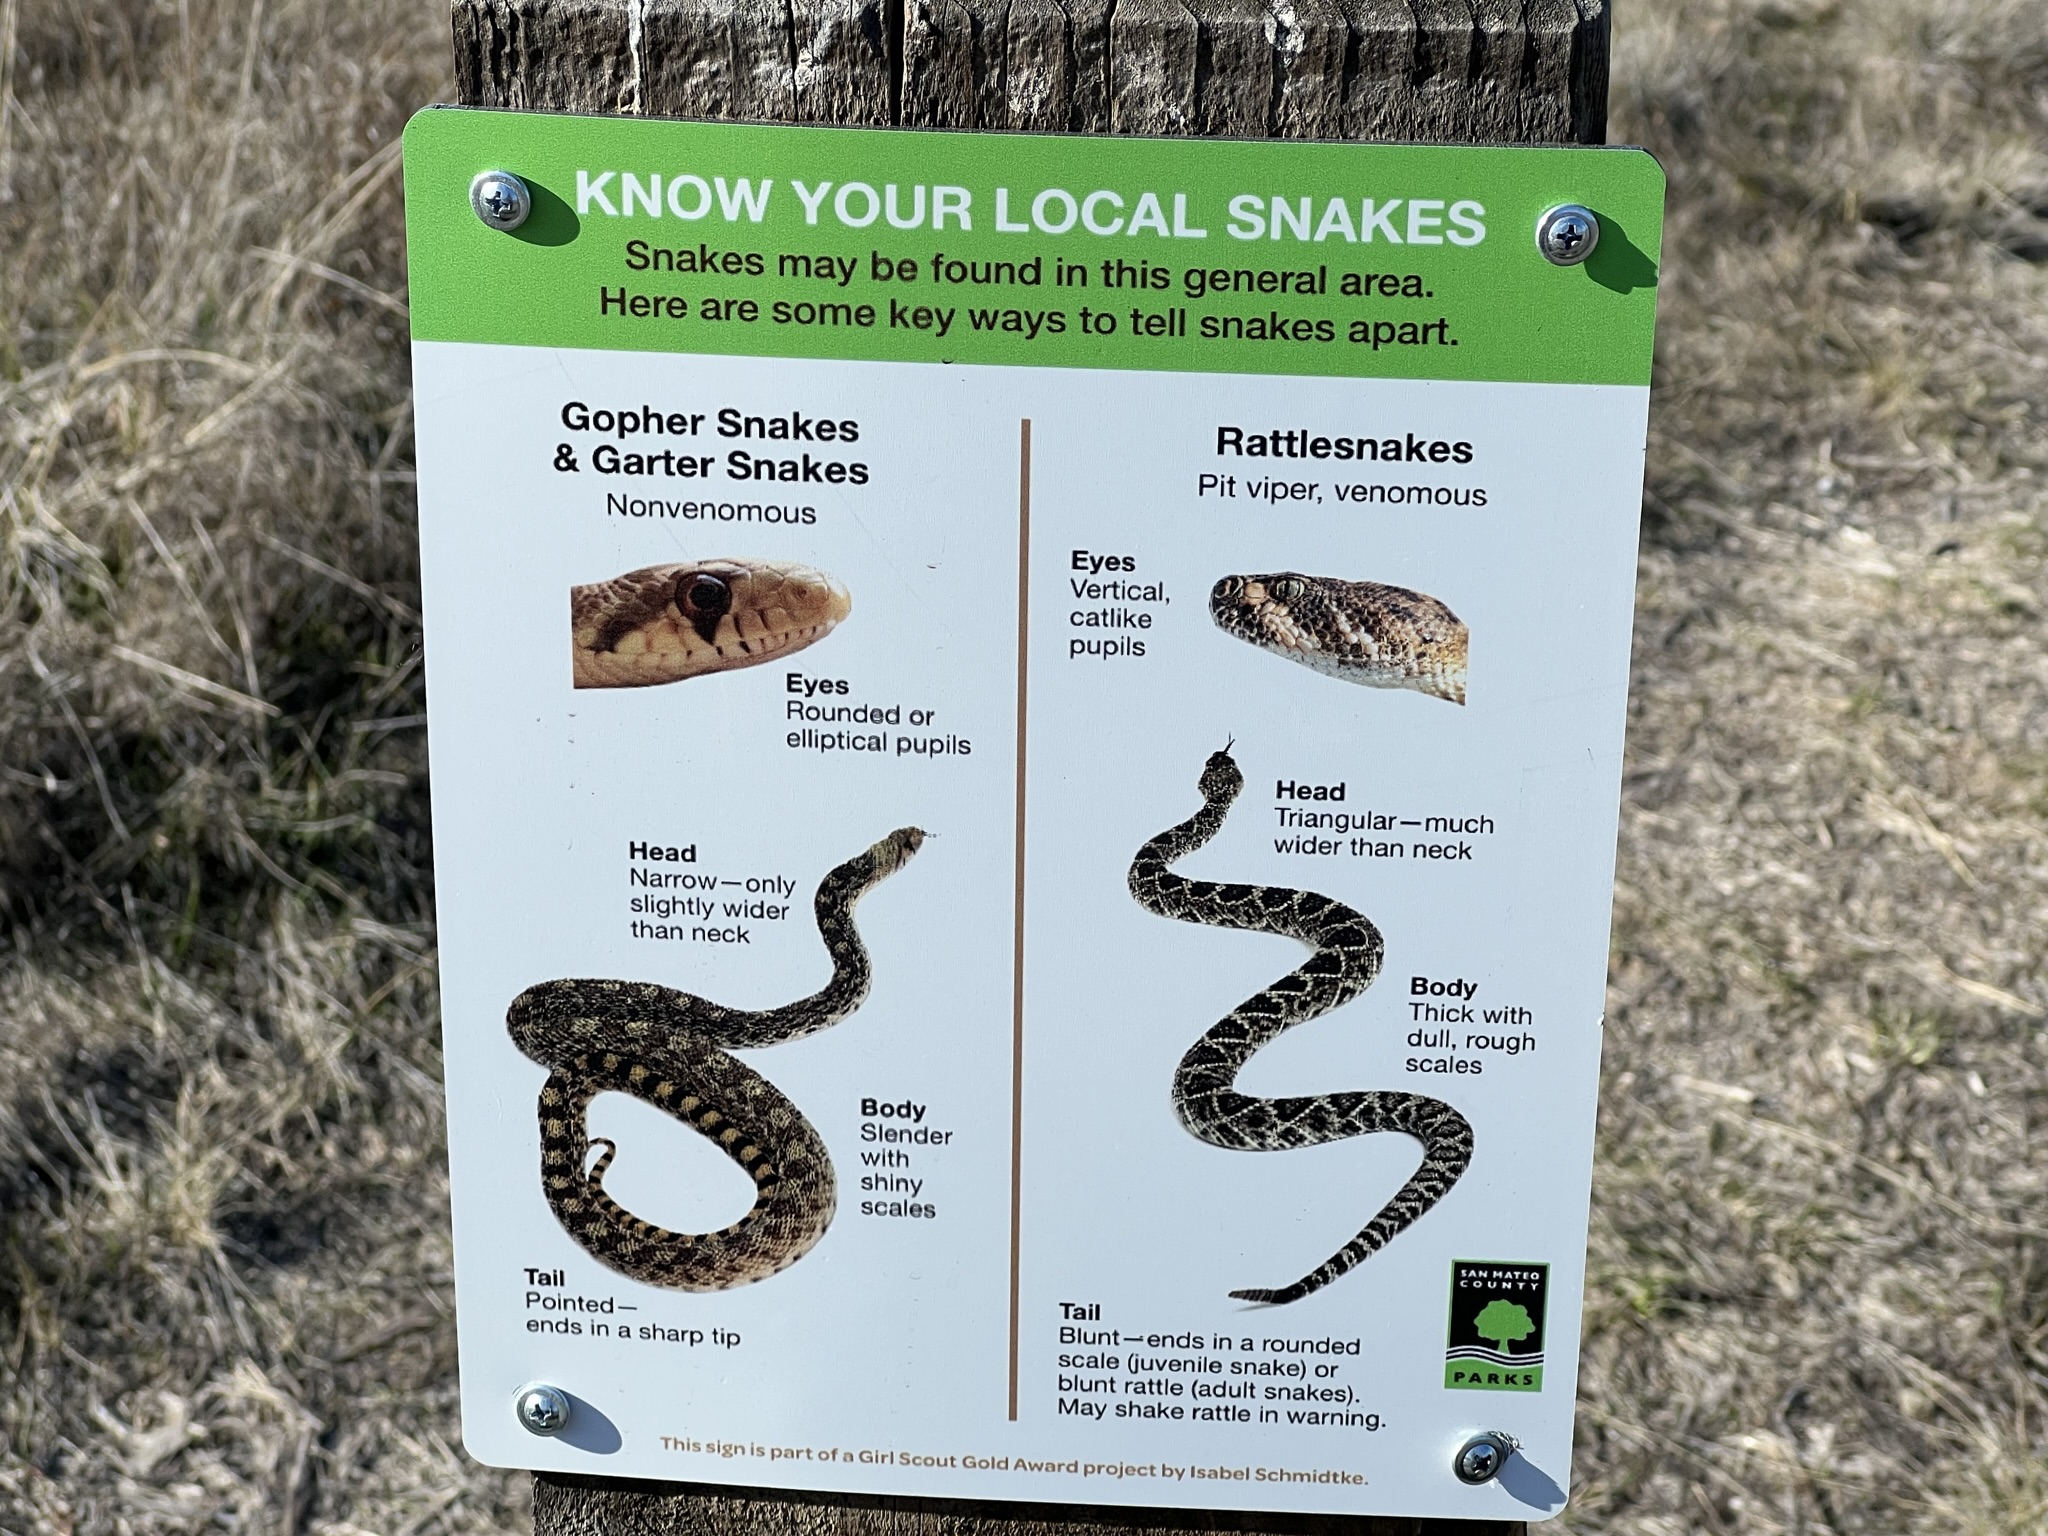 KNOW YOUR LOCAL SNAKES
Snakes may be found in this general area.
Here are some key ways to tell snakes apart.
Gopher Snakes
& Garter Snakes
Nonvenomous
Eyes
Rounded or
elliptical pupils
Head
Narrow—only
slightly wider
than neck
Body
Slender
with
shiny
scales
Tail
Pointed—
ends in a sharp tip
Rattlesnakes
Pit viper, venomous
Eyes
Vertical,
catlike
pupils
Head
Triangular—much
wider than neck
Body
Thick with
dull, rough
scales
Tail
Blunt—ends in a rounded
scale (juvenile snake) or
blunt rattle (adult snakes).
May shake rattle in warning.
SAN MATEO
COUNTY
PARKS
This sign is part of a Girl Scout Gold Award project by Isabel Schmidtke.